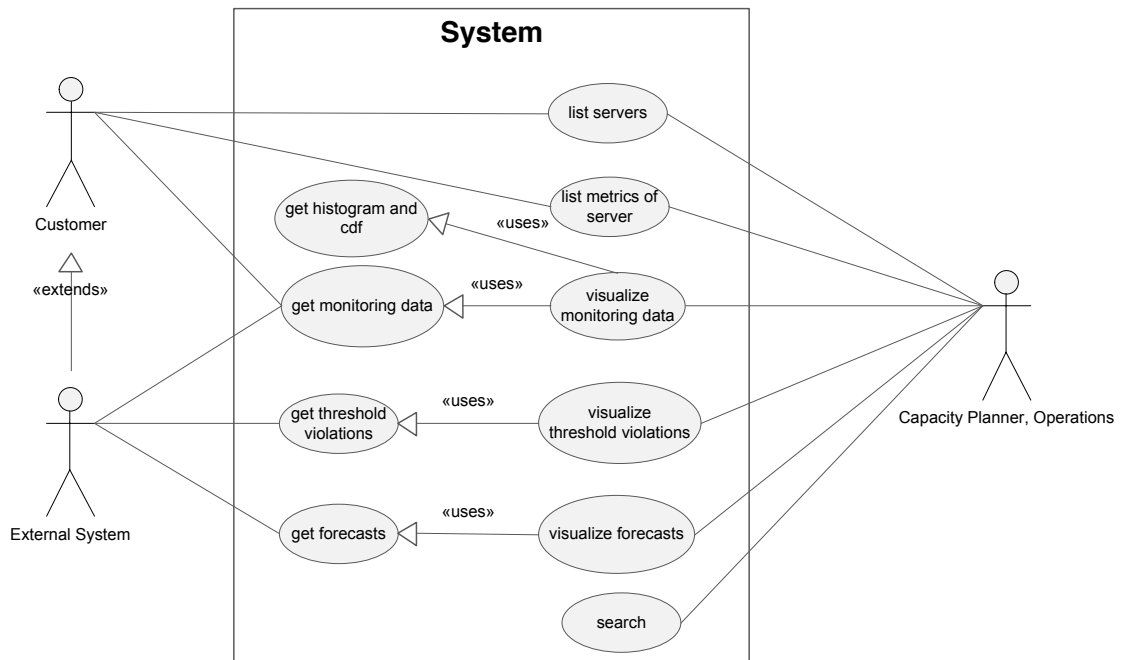 System
list servers
Customer
get histogram and
cdf
«uses»
list metrics of
server
«extends»
get monitoring data
«uses»
visualize
monitoring data
Capacity Planner, Operations
get threshold
violations
«uses»
visualize
threshold violations
External System
get forecasts
«uses»
visualize forecasts
search